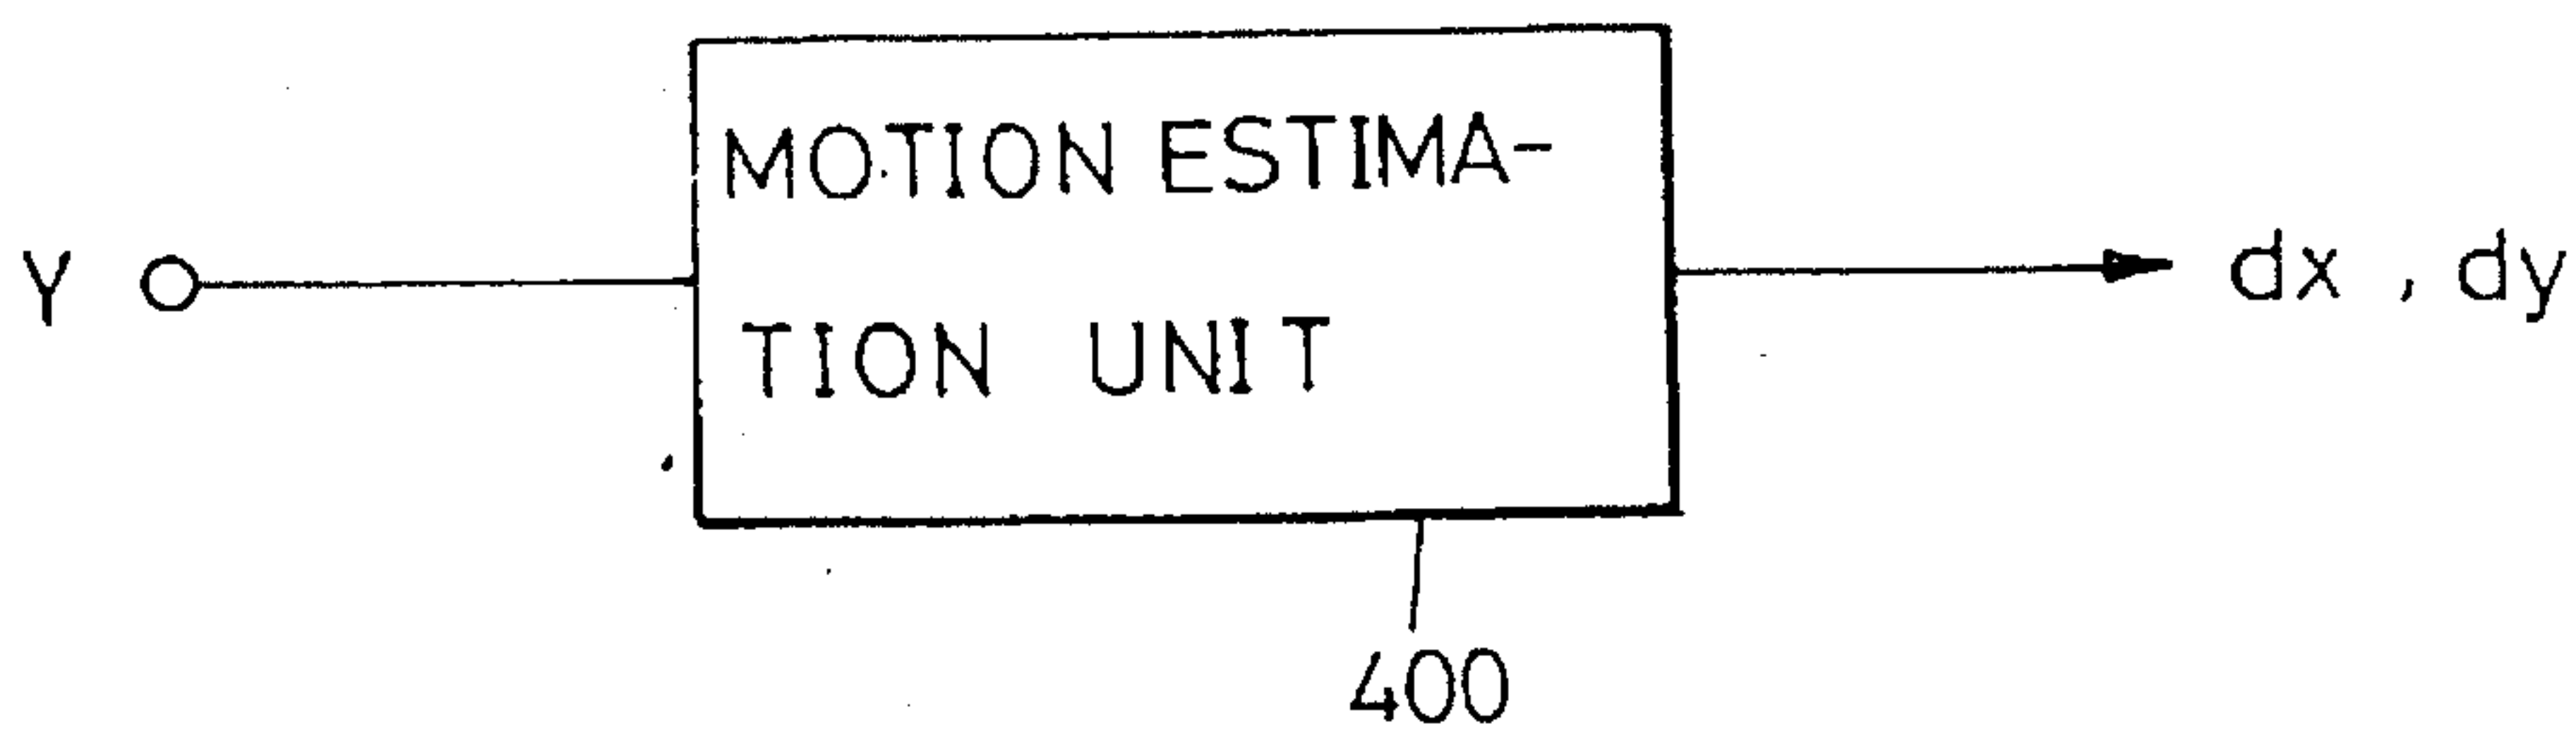 Y
MOTION ESTIMA-
TION UNIT
dx , dy
400